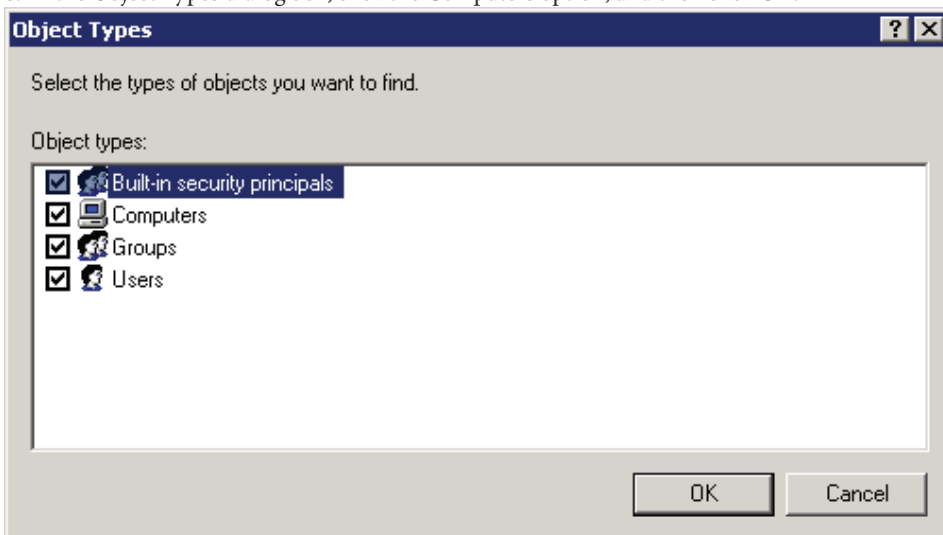 Object Types
Select the types of objects you want to find.
Object types:
Built-in security principals
Computers
Groups
Users
OK
Cancel